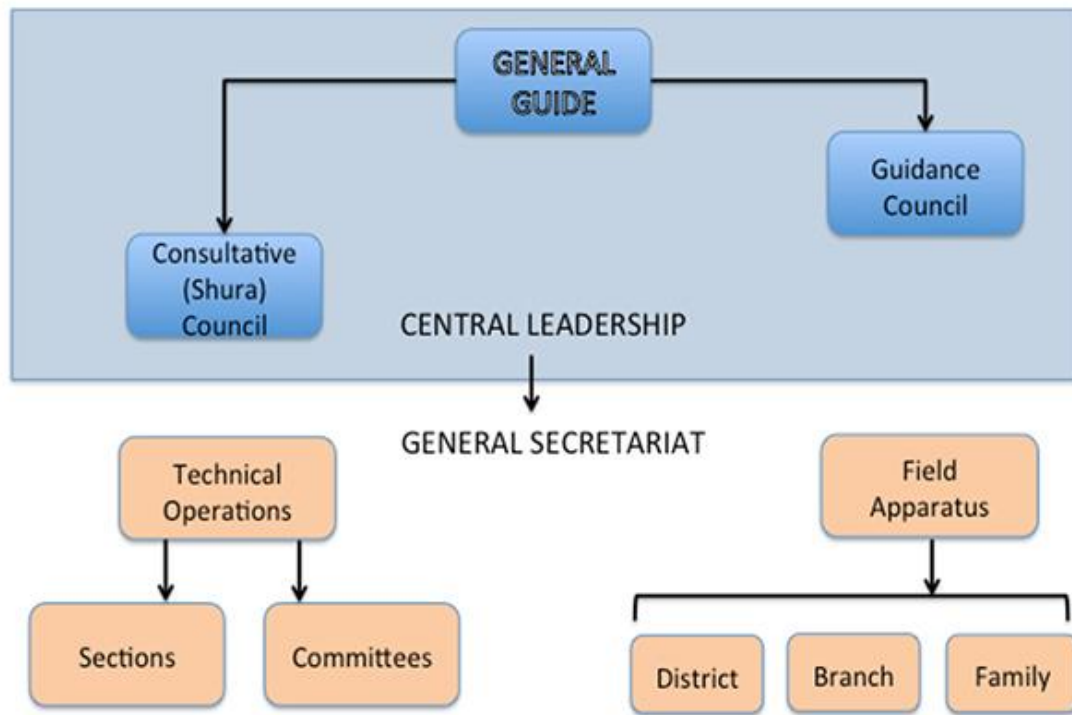 GENERAL
GUIDE
Guidance
Council
Consultative
(Shura)
Council
CENTRAL LEADERSHIP
GENERAL SECRETARIAT
Technical
Operations
Field
Apparatus
Sections
Committees
District
Branch
Family